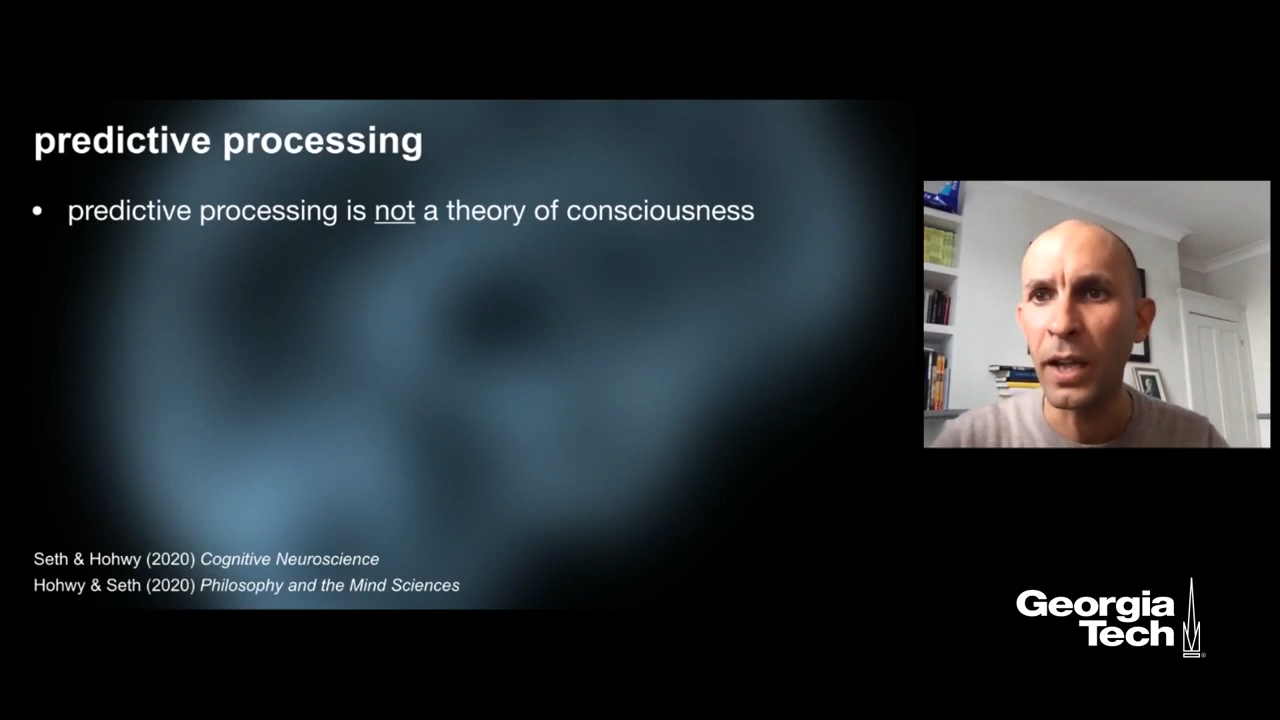 predictive processing
• predictive processing is not a theory of consciousness
Seth & Hohwy (2020) Cognitive Neuroscience
Hohwy & Seth (2020) Philosophy and the Mind Sciences
Georgia
Tech
®